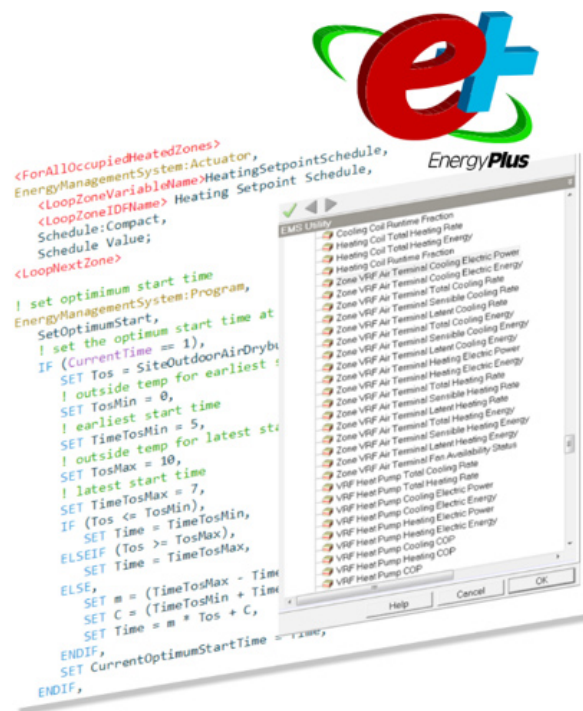 e+
EnergyPlus
<ForAllOccupiedHeatedZones>
EnergyManagementSystem:Actuator,
<LoopZoneVariableName>HeatingSetpointSchedule,
<LoopZoneIDFName> Heating Setpoint Schedule,
Schedule:Compact,
Schedule Value;
<LoopNextZone>
! set optimimum start time
EnergyManagementSystem:Program,
SetOptimumStart,
! set the optimum start time at
IF (CurrentTime == 1),
SET Tos = SiteOutdoorAirDrybu
! outside temp for earliest s
SET TosMin = 0,
! earliest start time
SET TimeTosMin = 5,
! outside temp for latest sta
SET TosMax = 10,
! latest start time
SET TimeTosMax = 7,
IF (Tos <= TosMin),
SET Time = TimeTosMin,
ELSEIF (Tos >= TosMax),
SET Time = TimeTosMax,
ELSE,
SET m = (TimeTosMax - Time
SET C = (TimeTosMin + Time
SET Time = m * Tos + C,
ENDIF,
SET CurrentOptimumStartTime = Time,
ENDIF,
EMS Utility
Cooling Coil Runtime Fraction
Heating Coil Total Heating Rate
Heating Coil Total Heating Energy
Heating Coil Runtime Fraction
Zone VRF Air Terminal Cooling Electric Power
Zone VRF Air Terminal Cooling Electric Energy
Zone VRF Air Terminal Total Cooling Rate
Zone VRF Air Terminal Sensible Cooling Rate
Zone VRF Air Terminal Latent Cooling Rate
Zone VRF Air Terminal Total Cooling Energy
Zone VRF Air Terminal Sensible Cooling Energy
Zone VRF Air Terminal Latent Cooling Energy
Zone VRF Air Terminal Heating Electric Power
Zone VRF Air Terminal Heating Electric Energy
Zone VRF Air Terminal Total Heating Rate
Zone VRF Air Terminal Sensible Heating Rate
Zone VRF Air Terminal Latent Heating Rate
Zone VRF Air Terminal Total Heating Energy
Zone VRF Air Terminal Sensible Heating Energy
Zone VRF Air Terminal Latent Heating Energy
Zone VRF Air Terminal Fan Availability Status
VRF Heat Pump Total Cooling Rate
VRF Heat Pump Total Heating Rate
VRF Heat Pump Cooling Electric Power
VRF Heat Pump Cooling Electric Energy
VRF Heat Pump Heating Electric Power
VRF Heat Pump Heating Electric Energy
VRF Heat Pump Cooling COP
VRF Heat Pump Heating COP
VRF Heat Pump COP
Help
Cancel
OK